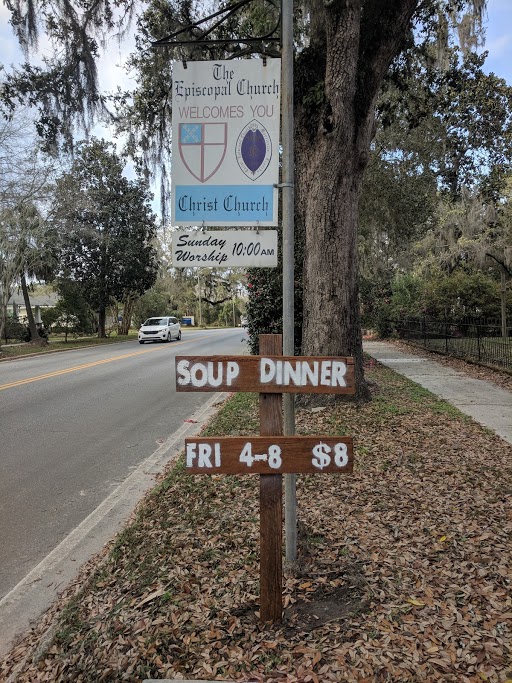 The
Episcopal Church
WELCOMES YOU
Christ Church
Sunday
Worship 10:00 AM
SOUP DINNER
FRI 4-8 $8